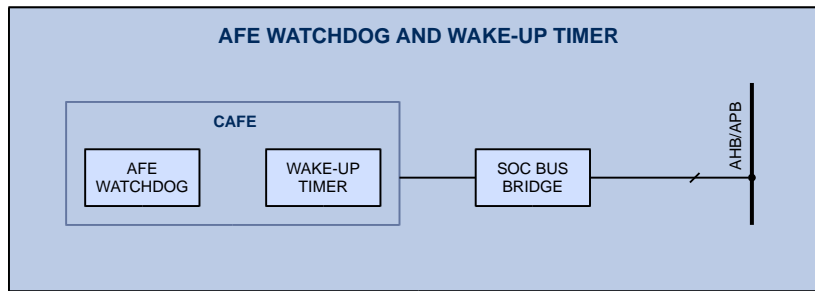 AFE WATCHDOG AND WAKE-UP TIMER
CAFE
AFE
WATCHDOG
WAKE-UP
TIMER
SOC BUS
BRIDGE
AHB/APB